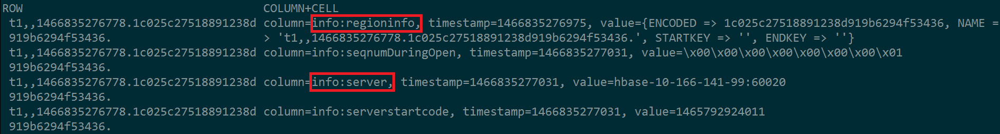 ROW COLUMN+CELL
t1,,1466835276778.1c025c27518891238d column=info:regioninfo, timestamp=1466835276975, value={ENCODED => 1c025c27518891238d919b6294f53436, NAME =
919b6294f53436. > 't1,,1466835276778.1c025c27518891238d919b6294f53436.', STARTKEY => '', ENDKEY => ''}
t1,,1466835276778.1c025c27518891238d column=info:seqnumDuringOpen, timestamp=1466835277031, value=\x00\x00\x00\x00\x00\x00\x00\x01
919b6294f53436.
t1,,1466835276778.1c025c27518891238d column=info:server, timestamp=1466835277031, value=hbase-10-166-141-99:60020
919b6294f53436.
t1,,1466835276778.1c025c27518891238d column=info:serverstartcode, timestamp=1466835277031, value=1465792924011
919b6294f53436.